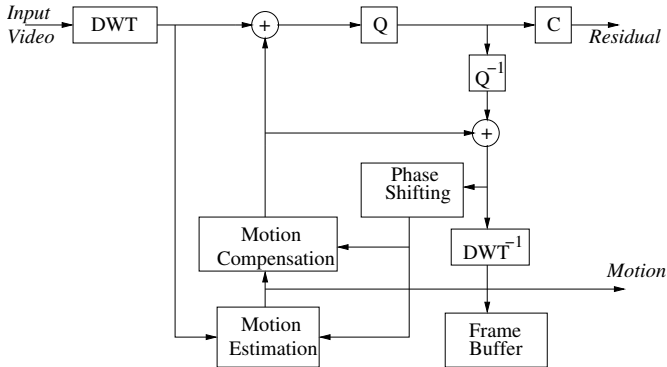 Input
Video
DWT
+
Q
C
Residual
Q⁻¹
+
Phase
Shifting
Motion
Compensation
DWT⁻¹
Motion
Motion
Estimation
Frame
Buffer